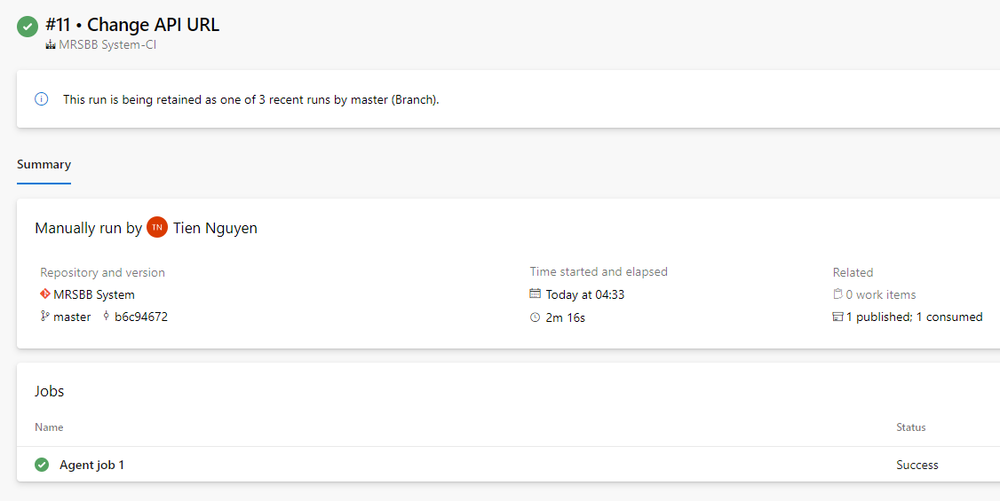 #11 • Change API URL
MRSBB System-CI
This run is being retained as one of 3 recent runs by master (Branch).
Summary
Manually run by TN Tien Nguyen
Repository and version
MRSBB System
master b6c94672
Time started and elapsed
Today at 04:33
2m 16s
Related
0 work items
1 published; 1 consumed
Jobs
Name Status
Agent job 1 Success